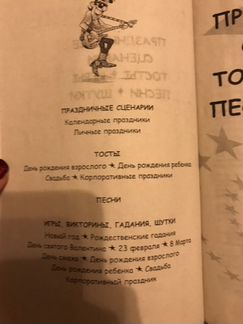 ПРАЗДНИЧНЫЕ СЦЕНАРИИ
Календарные праздники
Личные праздники
ТОСТЫ
День рождения взрослого ★ День рождения ребенка
Свадьба ★ Корпоративные праздники
ПЕСНИ
ИГРЫ, ВИКТОРИНЫ, ГАДАНИЯ, ШУТКИ
Новый год ★ Рождественские гадания
День святого Валентина ★ 23 февраля ★ 8 Марта
День смеха ★ День рождения взрослого
День рождения ребенка ★ Свадьба
Корпоративный праздник
ПР
ТО
ПЕ